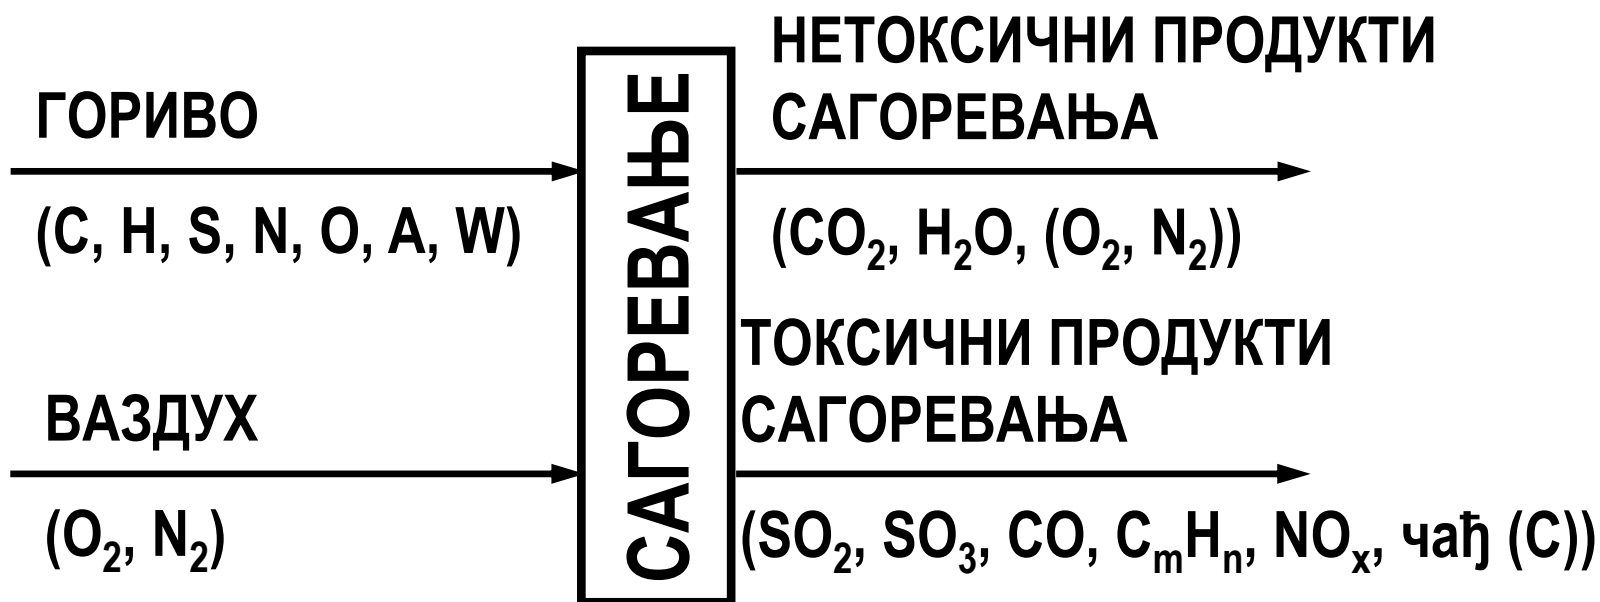 ГОРИВО
(C, H, S, N, O, A, W)
ВАЗДУХ
(O₂, N₂)
САГОРЕВАЊЕ
НЕТОКСИЧНИ ПРОДУКТИ
САГОРЕВАЊА
(CO₂, H₂O, (O₂, N₂))
ТОКСИЧНИ ПРОДУКТИ
САГОРЕВАЊА
(SO₂, SO₃, CO, CₘHₙ, NOₓ, чађ (C))